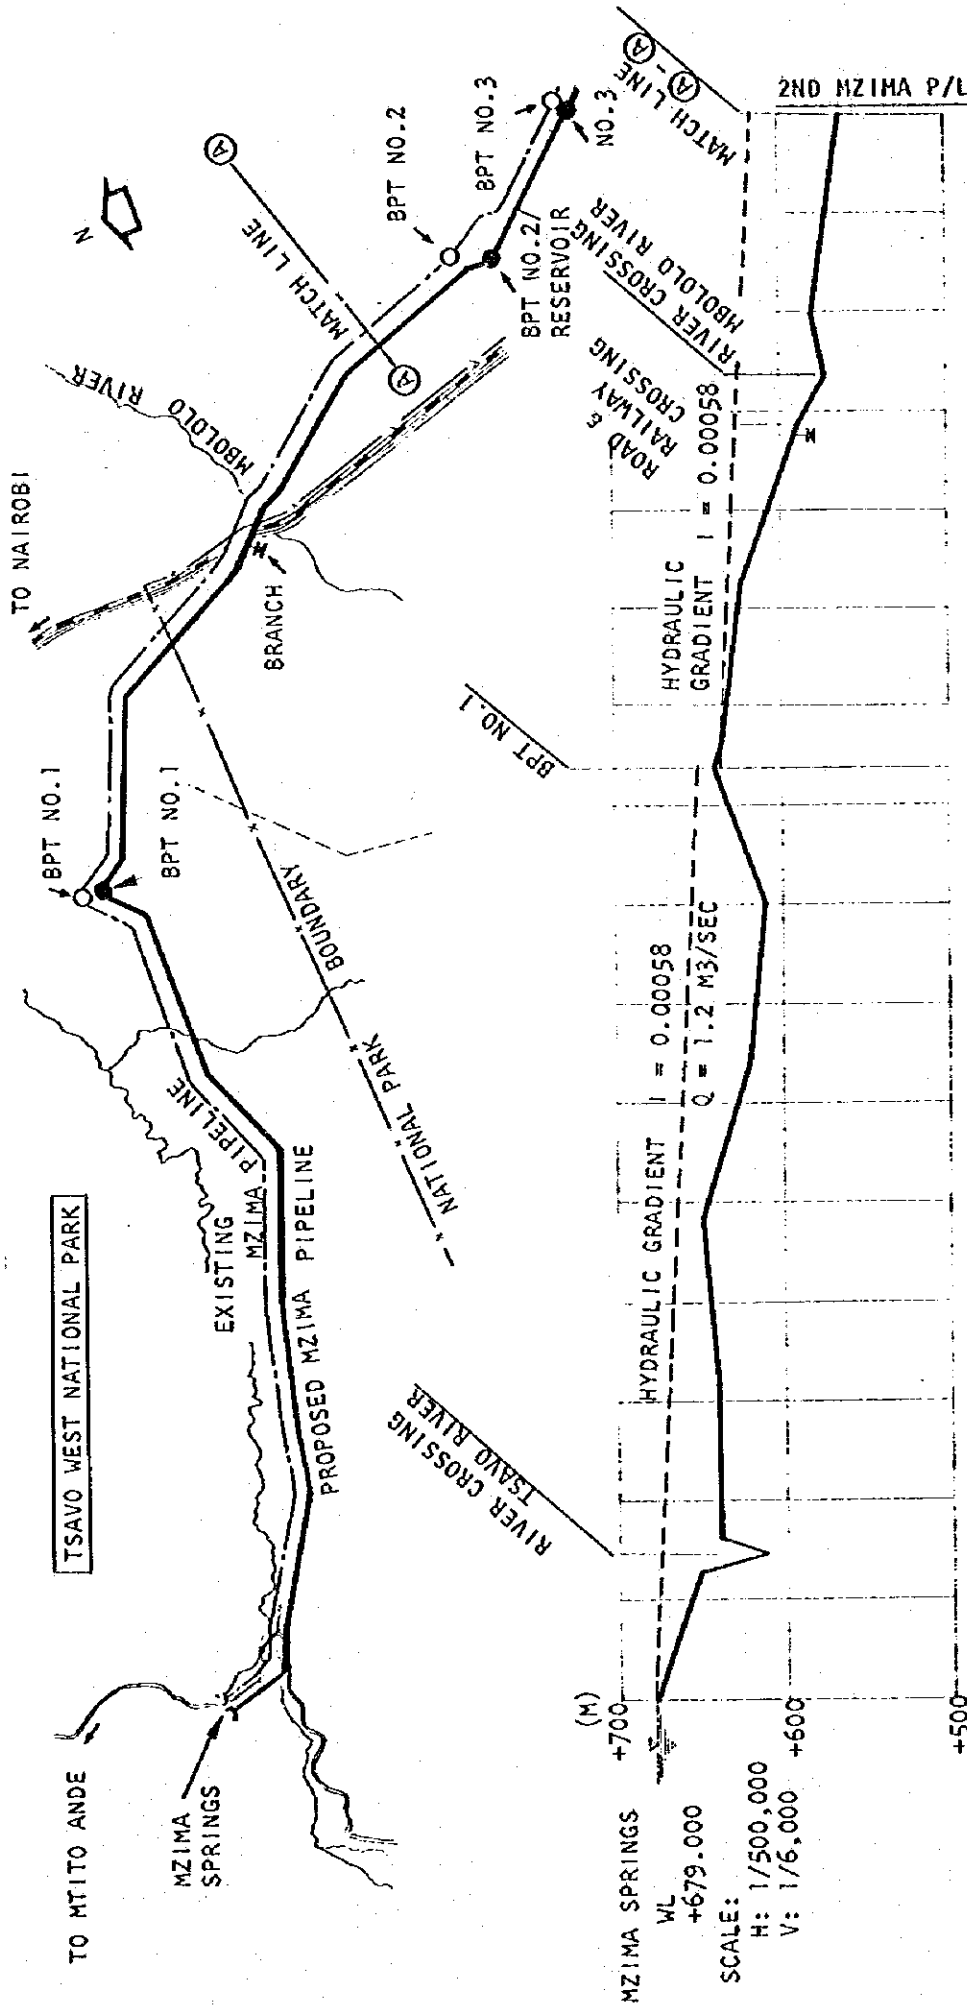 TO MTITO ANDE
MZIMA
SPRINGS
TSAVO WEST NATIONAL PARK
EXISTING
MZIMA PIPELINE
PROPOSED MZIMA PIPELINE
NATIONAL PARK BOUNDARY
BPT NO.1
BPT NO.1
TO NAIROBI
BRANCH
MBOLOLO RIVER
MATCH LINE
A
A
N
BPT NO.2
BPT NO.2/
RESERVOIR
BPT NO.3
NO.3
MZIMA SPRINGS
WL
+679.000
SCALE:
H: 1/500,000
V: 1/6,000
(M)
+700
+600
+500
RIVER CROSSING
TSAVO RIVER
HYDRAULIC GRADIENT I = 0.00058
Q = 1.2 M3/SEC
BPT NO.1
HYDRAULIC
GRADIENT I = 0.00058
ROAD &
RAILWAY
CROSSING
RIVER CROSSING
MBOLOLO RIVER
MATCH LINE A - A
2ND MZIMA P/L